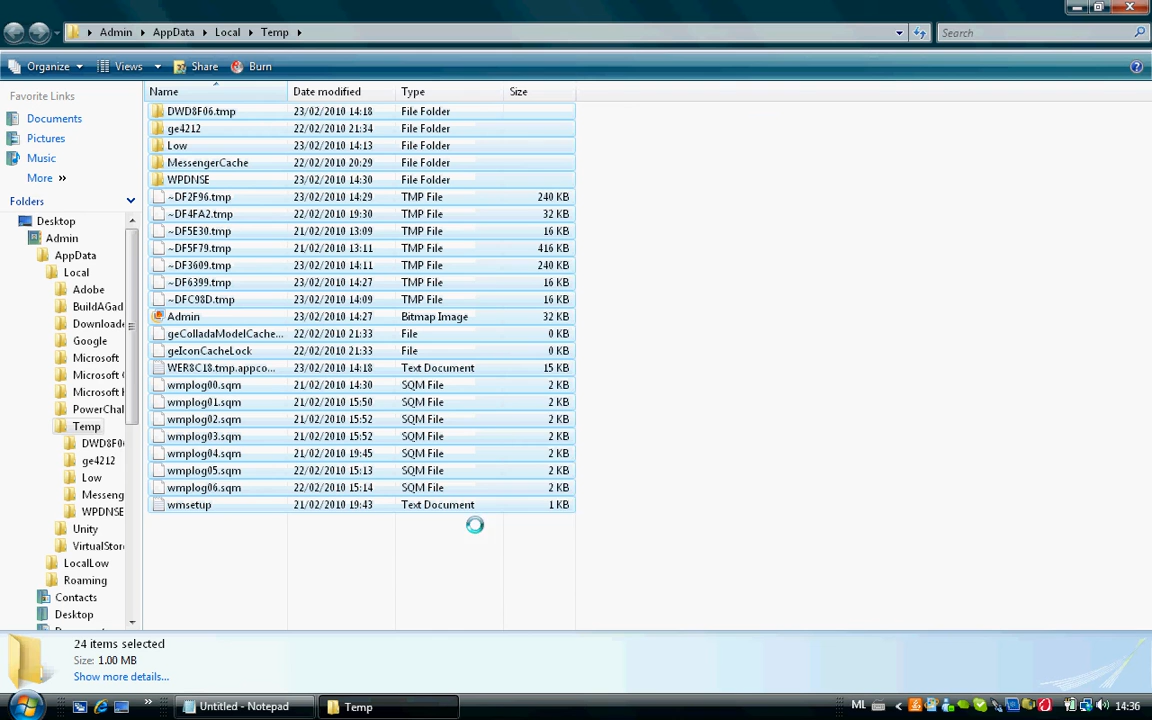 Admin AppData Local Temp
Search
Organize Views Share Burn
Favorite Links
Documents
Pictures
Music
More »
Folders
Desktop
Admin
AppData
Local
Adobe
BuildAGad
Google
Microsoft
Microsoft
Microsoft
PowerChal
Temp
DWD8F0
ge4212
Low
Messeng
WPDNSE
Unity
VirtualStor
LocalLow
Roaming
Contacts
Desktop
Name Date modified Type Size
DWD8F06.tmp 23/02/2010 14:18 File Folder
ge4212 22/02/2010 21:34 File Folder
Low 23/02/2010 14:13 File Folder
MessengerCache 22/02/2010 20:29 File Folder
WPDNSE 23/02/2010 14:30 File Folder
~DF2F96.tmp 23/02/2010 14:29 TMP File 240 KB
~DF4FA2.tmp 22/02/2010 19:30 TMP File 32 KB
~DF5E30.tmp 21/02/2010 13:09 TMP File 16 KB
~DF5F79.tmp 21/02/2010 13:11 TMP File 416 KB
~DF3609.tmp 23/02/2010 14:11 TMP File 240 KB
~DF6399.tmp 23/02/2010 14:27 TMP File 16 KB
~DFC98D.tmp 23/02/2010 14:09 TMP File 16 KB
Admin 23/02/2010 14:27 Bitmap Image 32 KB
geColladaModelCache... 22/02/2010 21:33 File 0 KB
geIconCacheLock 22/02/2010 21:33 File 0 KB
WER8C18.tmp.appco... 23/02/2010 14:18 Text Document 15 KB
wmplog00.sqm 21/02/2010 14:30 SQM File 2 KB
wmplog01.sqm 21/02/2010 15:50 SQM File 2 KB
wmplog02.sqm 21/02/2010 15:52 SQM File 2 KB
wmplog03.sqm 21/02/2010 15:52 SQM File 2 KB
wmplog04.sqm 21/02/2010 19:45 SQM File 2 KB
wmplog05.sqm 22/02/2010 15:13 SQM File 2 KB
wmplog06.sqm 22/02/2010 15:14 SQM File 2 KB
wmsetup 21/02/2010 19:43 Text Document 1 KB
24 items selected
Size: 1.00 MB
Show more details...
» Untitled - Notepad Temp ML < 14:36